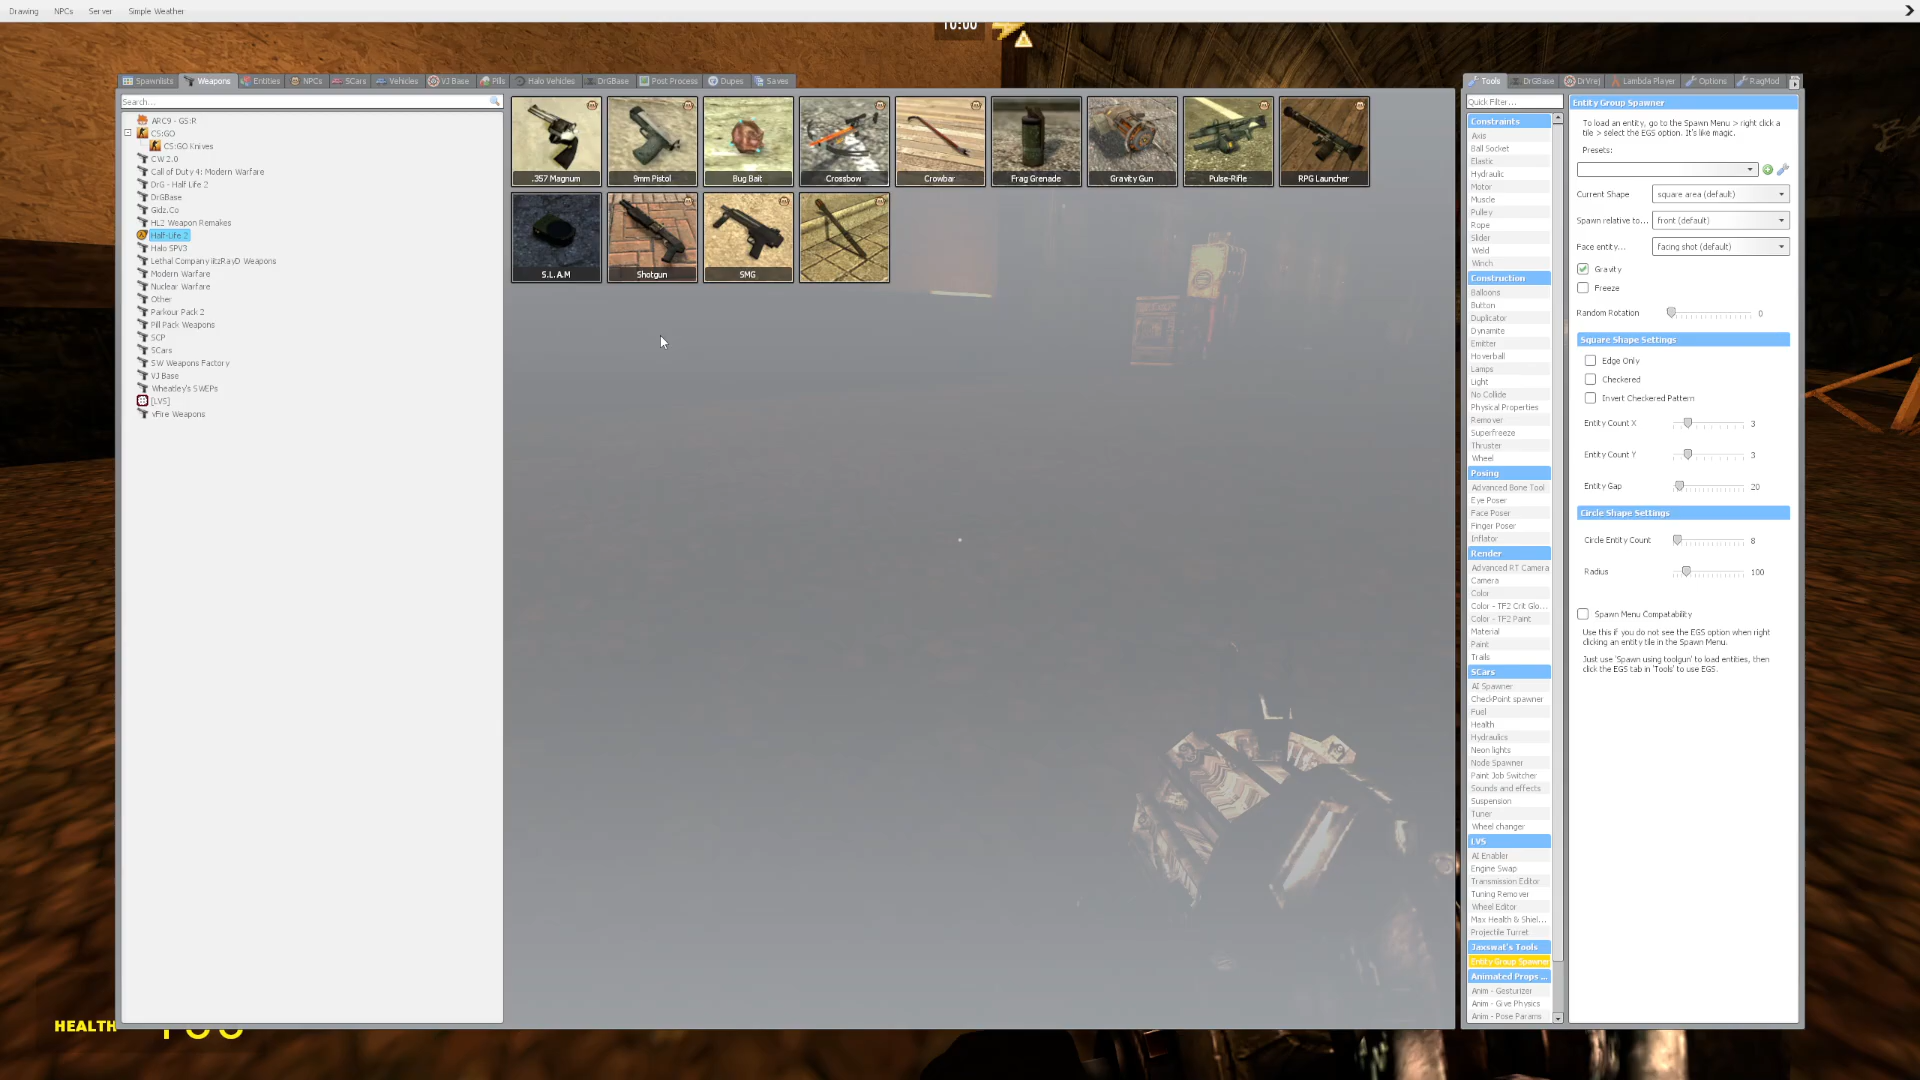 Drawing NPCs Server Simple Weather
10:00
Spawnlists Weapons Entities NPCs SCars Vehicles VJ Base Pills Halo Vehicles DrGBase Post Process Dupes Saves
Search...
ARC9 - GS:R
CS:GO
CS:GO Knives
CW 2.0
Call of Duty 4: Modern Warfare
DrG - Half Life 2
DrGBase
Gidz.Co
HL2 Weapon Remakes
Half-Life 2
Halo SPV3
Lethal Company iitzRayD Weapons
Modern Warfare
Nuclear Warfare
Other
Parkour Pack 2
Pill Pack Weapons
SCP
SCars
SW Weapons Factory
VJ Base
Wheatley's SWEPs
[LVS]
vFire Weapons
.357 Magnum 9mm Pistol Bug Bait Crossbow Crowbar Frag Grenade Gravity Gun Pulse-Rifle RPG Launcher
S.L.A.M Shotgun SMG
Tools DrGBase DrVrej Lambda Player Options RagMod
Quick Filter...
Constraints
Axis
Ball Socket
Elastic
Hydraulic
Motor
Muscle
Pulley
Rope
Slider
Weld
Winch
Construction
Balloons
Button
Duplicator
Dynamite
Emitter
Hoverball
Lamps
Light
No Collide
Physical Properties
Remover
Superfreeze
Thruster
Wheel
Posing
Advanced Bone Tool
Eye Poser
Face Poser
Finger Poser
Inflator
Render
Advanced RT Camera
Camera
Color
Color - TF2 Crit Glo...
Color - TF2 Paint
Material
Paint
Trails
SCars
AI Spawner
CheckPoint spawner
Fuel
Health
Hydraulics
Neon lights
Node Spawner
Paint Job Switcher
Sounds and effects
Suspension
Tuner
Wheel changer
LVS
AI Enabler
Engine Swap
Transmission Editor
Tuning Remover
Wheel Editor
Max Health & Shiel...
Projectile Turret
Jaxswat's Tools
Entity Group Spawner
Animated Props ...
Anim - Gesturizer
Anim - Give Physics
Anim - Pose Params
Entity Group Spawner
To load an entity, go to the Spawn Menu > right click a
tile > select the EGS option. It's like magic.
Presets:
Current Shape square area (default)
Spawn relative to... front (default)
Face entity... facing shot (default)
Gravity
Freeze
Random Rotation 0
Square Shape Settings
Edge Only
Checkered
Invert Checkered Pattern
Entity Count X 3
Entity Count Y 3
Entity Gap 20
Circle Shape Settings
Circle Entity Count 8
Radius 100
Spawn Menu Compatability
Use this if you do not see the EGS option when right
clicking an entity tile in the Spawn Menu.
Just use 'Spawn using toolgun' to load entities, then
click the EGS tab in 'Tools' to use EGS.
HEALTH